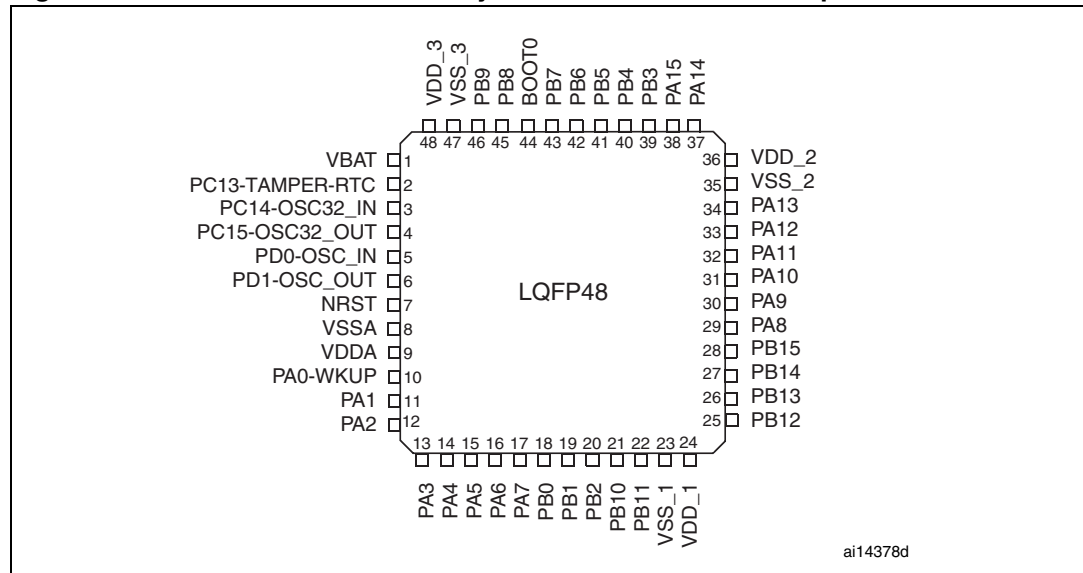 VDD_3
VSS_3
PB9
PB8
BOOT0
PB7
PB6
PB5
PB4
PB3
PA15
PA14
48 47 46 45 44 43 42 41 40 39 38 37
VBAT 1
PC13-TAMPER-RTC 2
PC14-OSC32_IN 3
PC15-OSC32_OUT 4
PD0-OSC_IN 5
PD1-OSC_OUT 6
NRST 7
VSSA 8
VDDA 9
PA0-WKUP 10
PA1 11
PA2 12
LQFP48
36 VDD_2
35 VSS_2
34 PA13
33 PA12
32 PA11
31 PA10
30 PA9
29 PA8
28 PB15
27 PB14
26 PB13
25 PB12
13 14 15 16 17 18 19 20 21 22 23 24
PA3
PA4
PA5
PA6
PA7
PB0
PB1
PB2
PB10
PB11
VSS_1
VDD_1
ai14378d